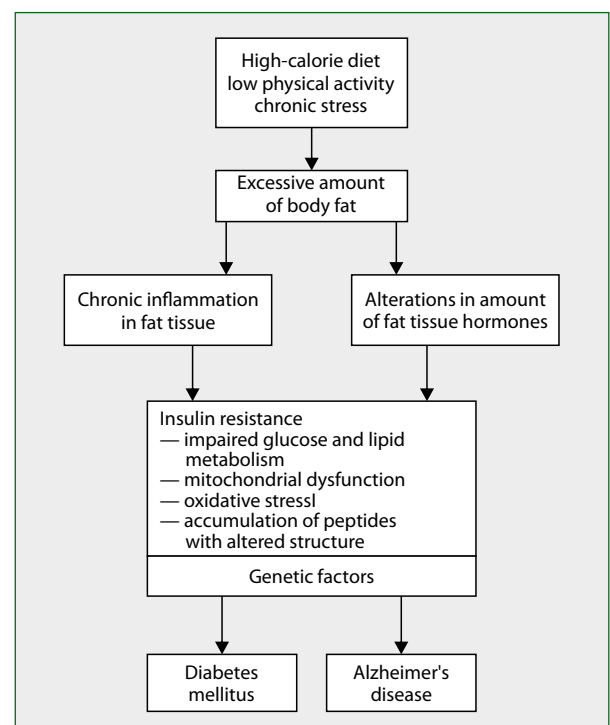 High-calorie diet
low physical activity
chronic stress
Excessive amount
of body fat
Chronic inflammation
in fat tissue
Alterations in amount
of fat tissue hormones
Insulin resistance
— impaired glucose and lipid
metabolism
— mitochondrial dysfunction
— oxidative stressl
— accumulation of peptides
with altered structure
Genetic factors
Diabetes
mellitus
Alzheimer's
disease